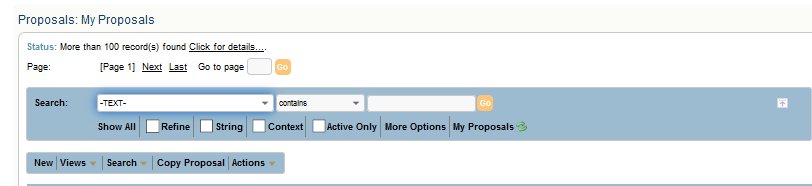 Proposals: My Proposals
Status: More than 100 record(s) found Click for details....
Page: [Page 1] Next Last Go to page Go
Search: -TEXT- contains Go
Show All Refine String Context Active Only More Options My Proposals
New Views Search Copy Proposal Actions